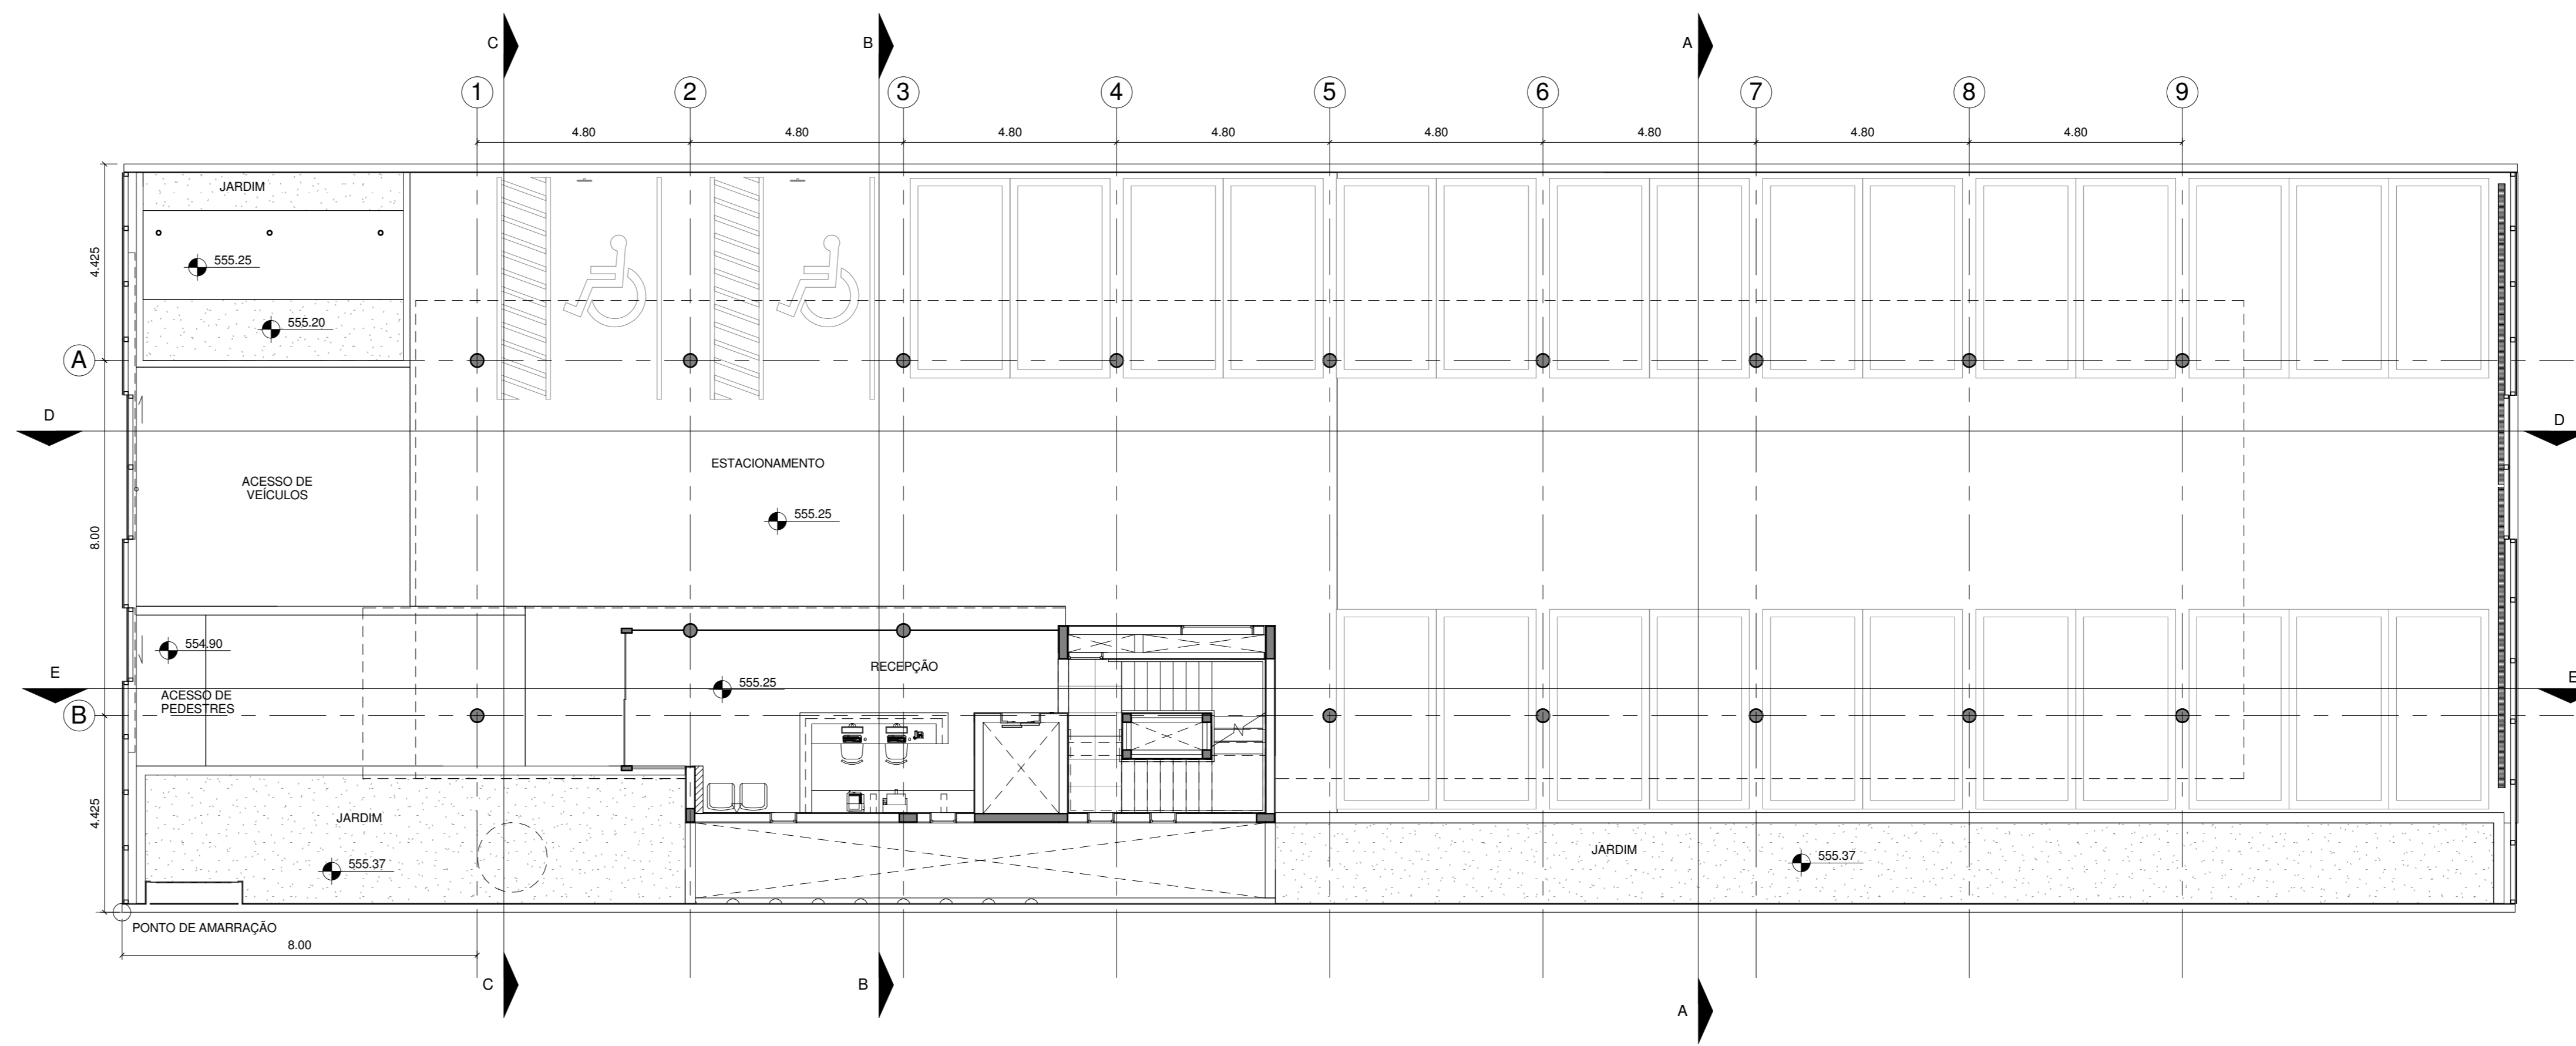 C
B
A
1
2
3
4
5
6
7
8
9
4.80
4.80
4.80
4.80
4.80
4.80
4.80
4.80
JARDIM
4.425
555.25
555.20
A
D
D
ESTACIONAMENTO
ACESSO DE
VEÍCULOS
555.25
8.00
554.90
RECEPÇÃO
E
E
555.25
ACESSO DE
PEDESTRES
B
4.425
JARDIM
555.37
JARDIM
555.37
PONTO DE AMARRAÇÃO
8.00
C
B
A